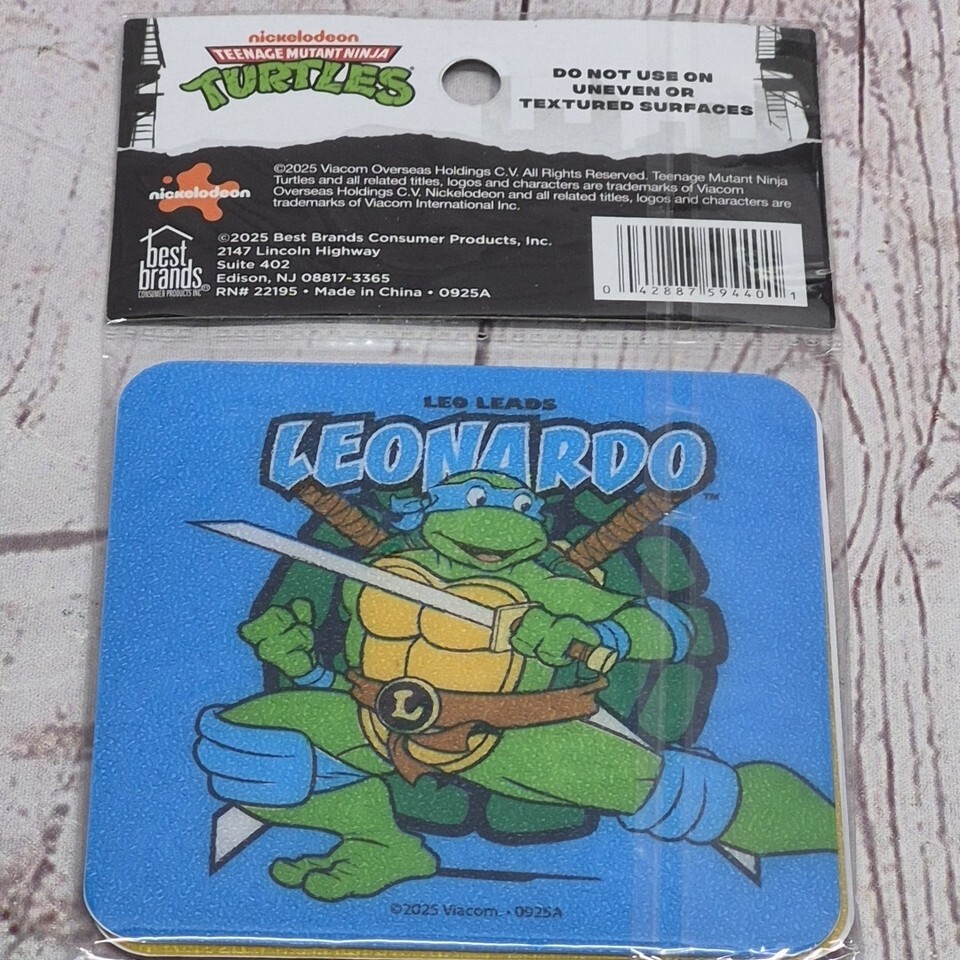 nickelodeon
TEENAGE MUTANT NINJA
TURTLES
DO NOT USE ON
UNEVEN OR
TEXTURED SURFACES
nickelodeon
©2025 Viacom Overseas Holdings C.V. All Rights Reserved. Teenage Mutant Ninja
Turtles and all related titles, logos and characters are trademarks of Viacom
Overseas Holdings C.V. Nickelodeon and all related titles, logos and characters are
trademarks of Viacom International Inc.
best
brands
CONSUMER PRODUCTS INC
®
©2025 Best Brands Consumer Products, Inc.
2147 Lincoln Highway
Suite 402
Edison, NJ 08817-3365
RN# 22195 • Made in China • 0925A
0 42887 59440 1
LEO LEADS
LEONARDO
™
L
©2025 Viacom. • 0925A